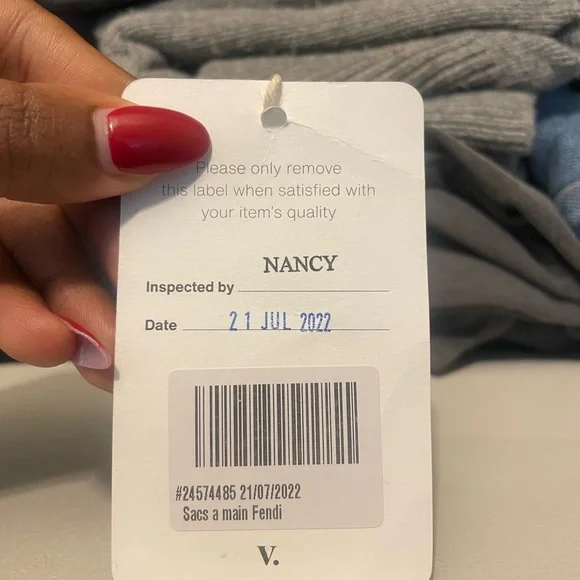 Please only remove
this label when satisfied with
your item's quality
NANCY
Inspected by
Date 21 JUL 2022
#24574485 21/07/2022
Sacs a main Fendi
V.